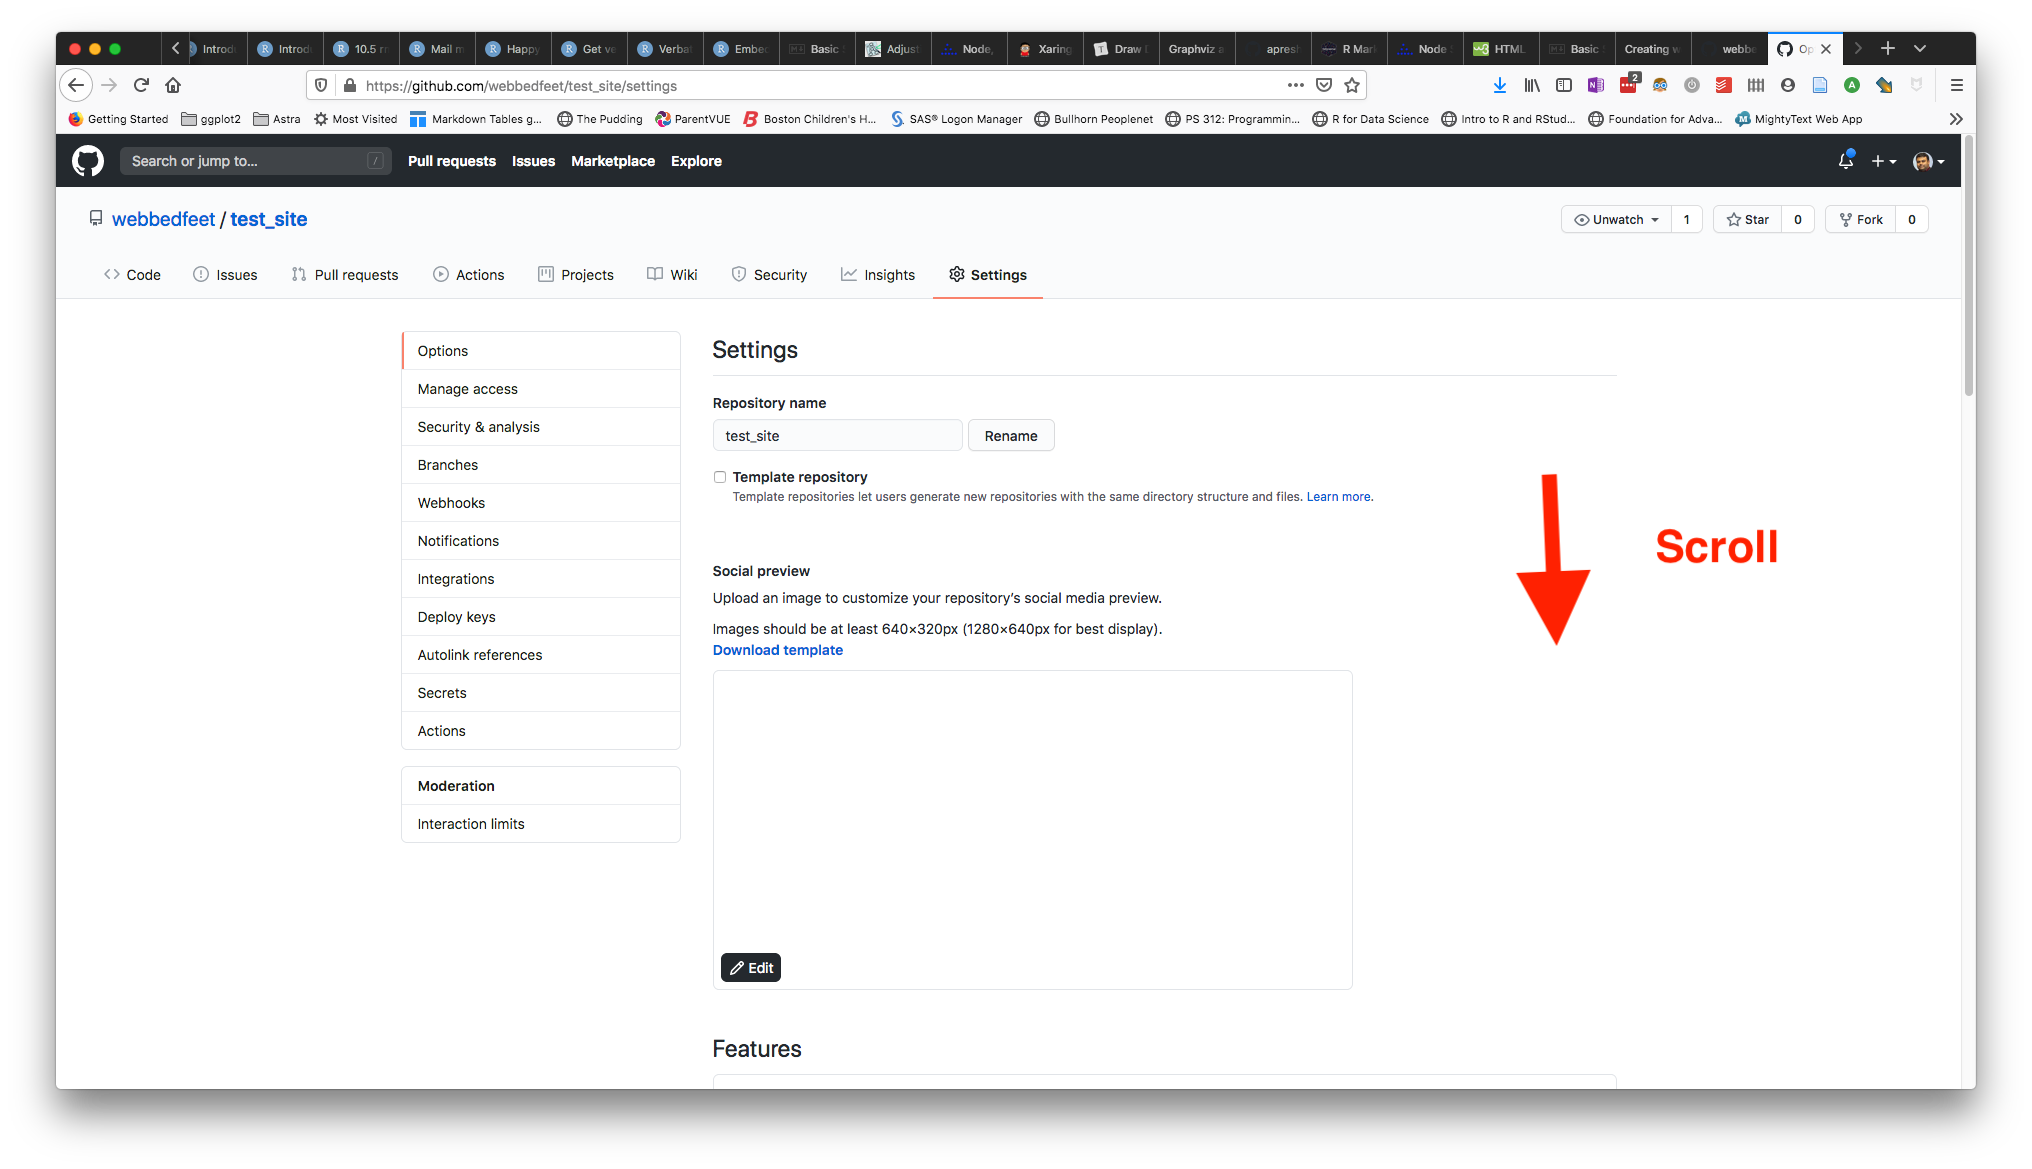 Introd
Introd
10.5 r
Mail m
Happy
Get ve
Verba
Embe
Basic
Adjust
Node,
Xaring
Draw
Graphviz a
apresh
R Mar
Node
HTML
Basic
Creating w
webbe
Op
https://github.com/webbedfeet/test_site/settings
2
Getting Started
ggplot2
Astra
Most Visited
Markdown Tables g...
The Pudding
ParentVUE
Boston Children's H...
SAS® Logon Manager
Bullhorn Peoplenet
PS 312: Programmin...
R for Data Science
Intro to R and RStud...
Foundation for Adva...
MightyText Web App
Search or jump to...
/
Pull requests
Issues
Marketplace
Explore
webbedfeet / test_site
Unwatch 1
Star 0
Fork 0
Code
Issues
Pull requests
Actions
Projects
Wiki
Security
Insights
Settings
Options
Manage access
Security & analysis
Branches
Webhooks
Notifications
Integrations
Deploy keys
Autolink references
Secrets
Actions
Moderation
Interaction limits
Settings
Repository name
test_site
Rename
Template repository
Template repositories let users generate new repositories with the same directory structure and files. Learn more.
Scroll
Social preview
Upload an image to customize your repository’s social media preview.
Images should be at least 640×320px (1280×640px for best display).
Download template
Edit
Features